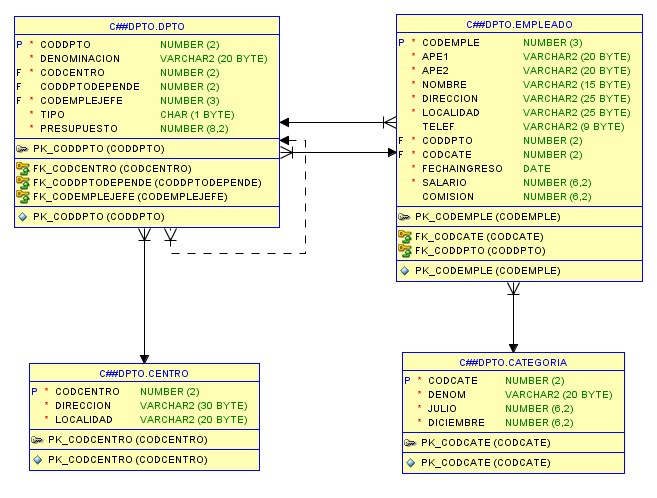 C##DPTO.DPTO
P * CODDPTO NUMBER (2)
* DENOMINACION VARCHAR2 (20 BYTE)
F * CODCENTRO NUMBER (2)
F CODDPTODEPENDE NUMBER (2)
F * CODEMPLEJEFE NUMBER (3)
* TIPO CHAR (1 BYTE)
* PRESUPUESTO NUMBER (8,2)
PK_CODDPTO (CODDPTO)
FK_CODCENTRO (CODCENTRO)
FK_CODDPTODEPENDE (CODDPTODEPENDE)
FK_CODEMPLEJEFE (CODEMPLEJEFE)
PK_CODDPTO (CODDPTO)
C##DPTO.EMPLEADO
P * CODEMPLE NUMBER (3)
* APE1 VARCHAR2 (20 BYTE)
* APE2 VARCHAR2 (20 BYTE)
* NOMBRE VARCHAR2 (15 BYTE)
* DIRECCION VARCHAR2 (25 BYTE)
* LOCALIDAD VARCHAR2 (25 BYTE)
TELEF VARCHAR2 (9 BYTE)
F * CODDPTO NUMBER (2)
F * CODCATE NUMBER (2)
* FECHAINGRESO DATE
* SALARIO NUMBER (6,2)
COMISION NUMBER (6,2)
PK_CODEMPLE (CODEMPLE)
FK_CODCATE (CODCATE)
FK_CODDPTO (CODDPTO)
PK_CODEMPLE (CODEMPLE)
C##DPTO.CENTRO
P * CODCENTRO NUMBER (2)
* DIRECCION VARCHAR2 (30 BYTE)
* LOCALIDAD VARCHAR2 (20 BYTE)
PK_CODCENTRO (CODCENTRO)
PK_CODCENTRO (CODCENTRO)
C##DPTO.CATEGORIA
P * CODCATE NUMBER (2)
* DENOM VARCHAR2 (20 BYTE)
* JULIO NUMBER (6,2)
* DICIEMBRE NUMBER (6,2)
PK_CODCATE (CODCATE)
PK_CODCATE (CODCATE)